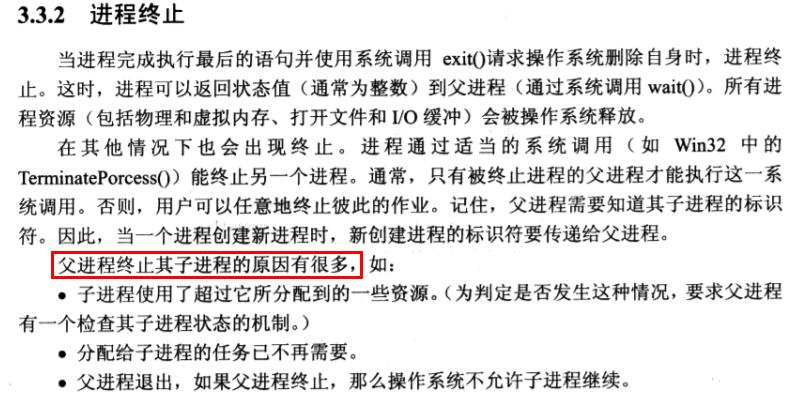 3.3.2 进程终止
当进程完成执行最后的语句并使用系统调用 exit()请求操作系统删除自身时，进程终
止。这时，进程可以返回状态值（通常为整数）到父进程（通过系统调用 wait()）。所有进
程资源（包括物理和虚拟内存、打开文件和 I/O 缓冲）会被操作系统释放。
在其他情况下也会出现终止。进程通过适当的系统调用（如 Win32 中的
TerminatePorcess()）能终止另一个进程。通常，只有被终止进程的父进程才能执行这一系
统调用。否则，用户可以任意地终止彼此的作业。记住，父进程需要知道其子进程的标识
符。因此，当一个进程创建新进程时，新创建进程的标识符要传递给父进程。
父进程终止其子进程的原因有很多，如：
• 子进程使用了超过它所分配到的一些资源。（为判定是否发生这种情况，要求父进程
有一个检查其子进程状态的机制。）
• 分配给子进程的任务已不再需要。
• 父进程退出，如果父进程终止，那么操作系统不允许子进程继续。